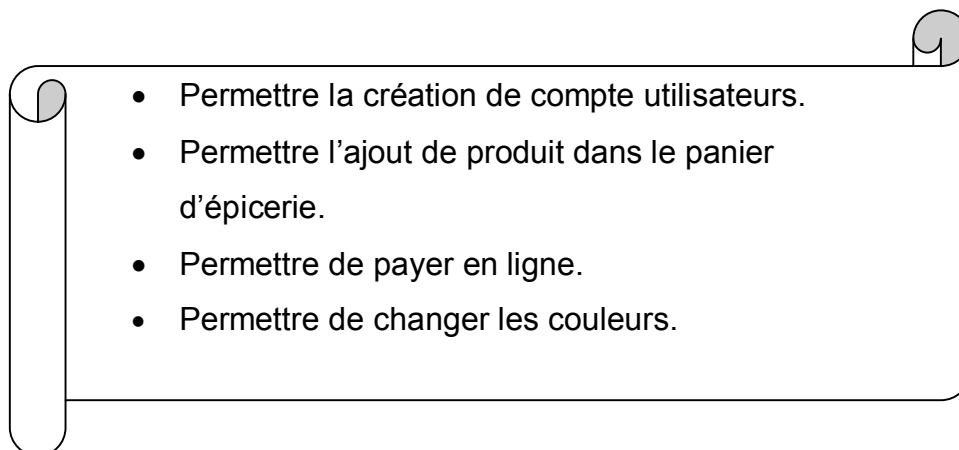 • Permettre la création de compte utilisateurs.
• Permettre l’ajout de produit dans le panier
d’épicerie.
• Permettre de payer en ligne.
• Permettre de changer les couleurs.